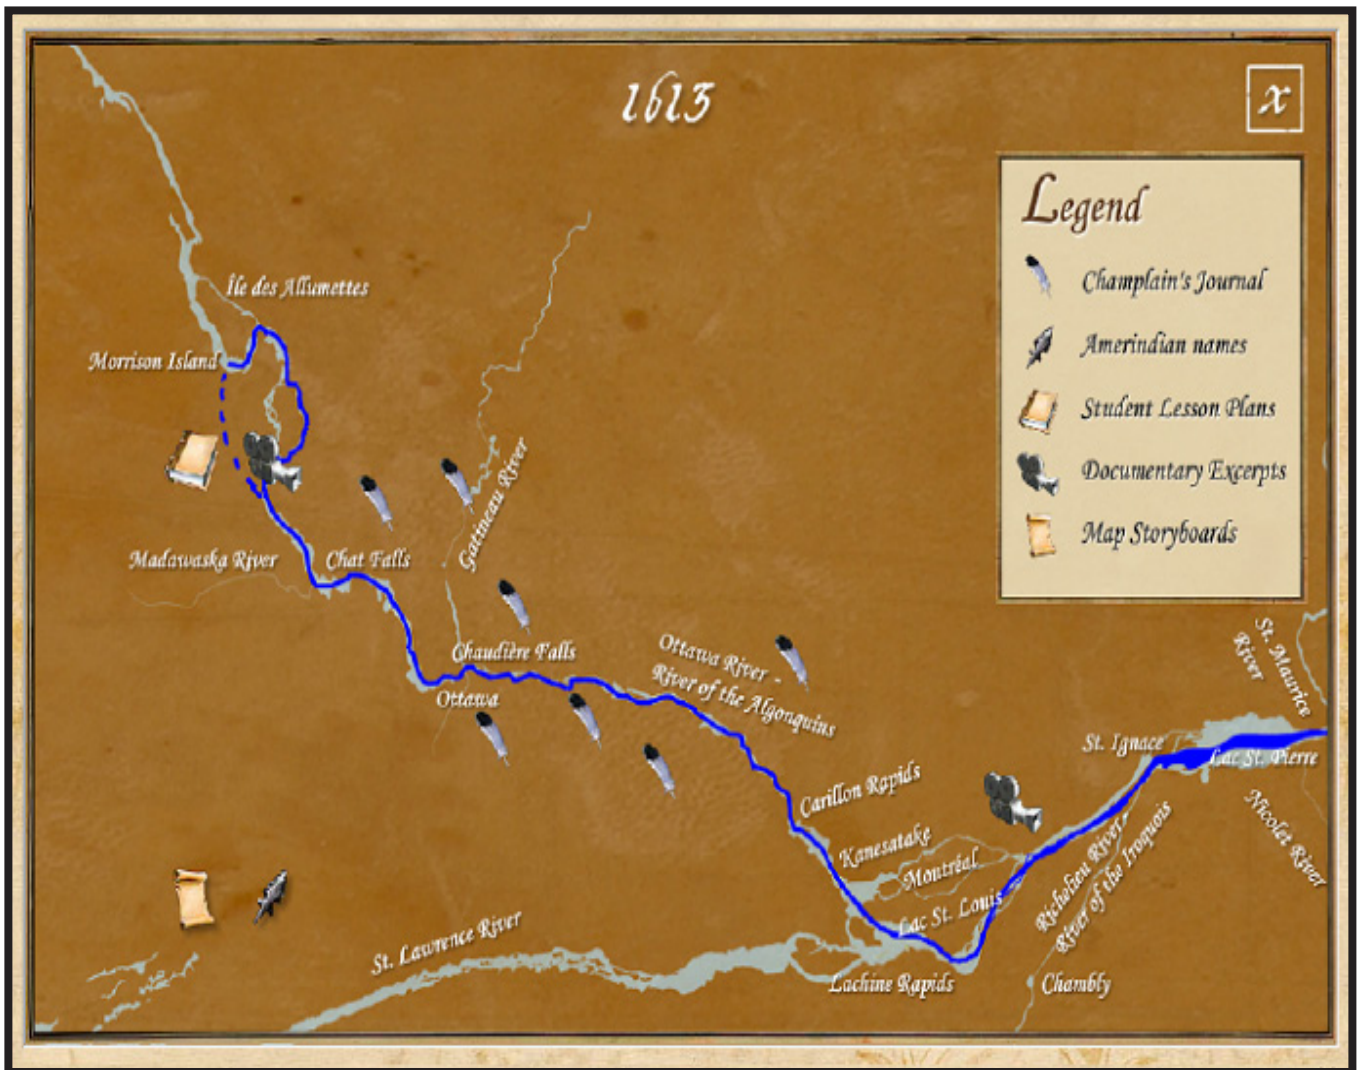 1613
x
Legend
Champlain's Journal
Amerindian names
Student Lesson Plans
Documentary Excerpts
Map Storyboards
Île des Allumettes
Morrison Island
Gatineau River
Madawaska River
Chat Falls
Chaudière Falls
Ottawa
Ottawa River -
River of the Algonquins
St. Maurice
River
St. Ignace
Lac St. Pierre
Nicolet River
Carillon Rapids
Kanesatake
Montréal
Lac St. Louis
Richelieu River -
River of the Iroquois
St. Lawrence River
Lachine Rapids
Chambly